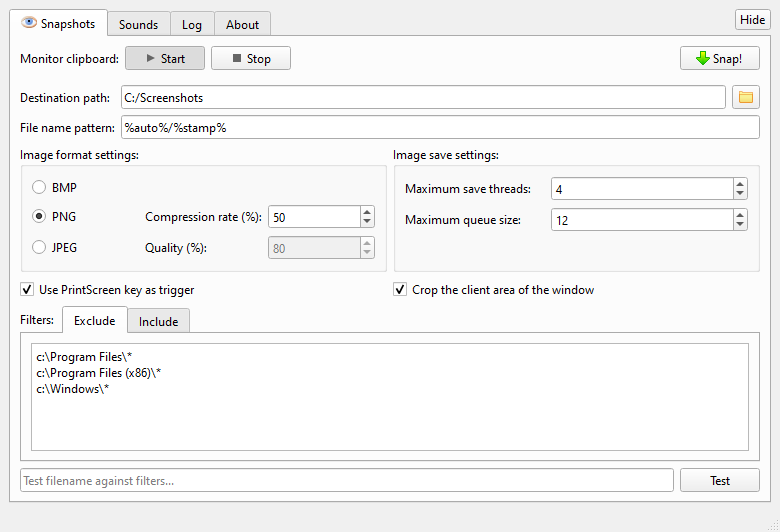 Snapshots Sounds Log About Hide
Monitor clipboard: Start Stop Snap!
Destination path: C:/Screenshots
File name pattern: %auto%/%stamp%
Image format settings: Image save settings:
BMP Maximum save threads: 4
PNG Compression rate (%): 50 Maximum queue size: 12
JPEG Quality (%): 80
Use PrintScreen key as trigger Crop the client area of the window
Filters: Exclude Include
c:\Program Files\*
c:\Program Files (x86)\*
c:\Windows\*
Test filename against filters... Test